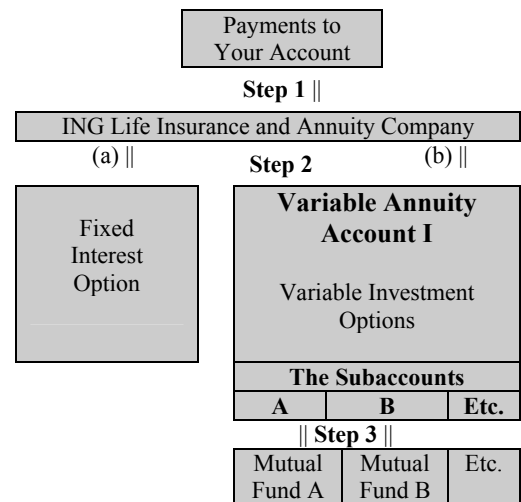 Payments to
Your Account
Step 1 ||
ING Life Insurance and Annuity Company
(a) || Step 2 (b) ||
Fixed
Interest
Option
Variable Annuity
Account I
Variable Investment
Options
The Subaccounts
A B Etc.
|| Step 3 ||
Mutual
Fund A
Mutual
Fund B
Etc.